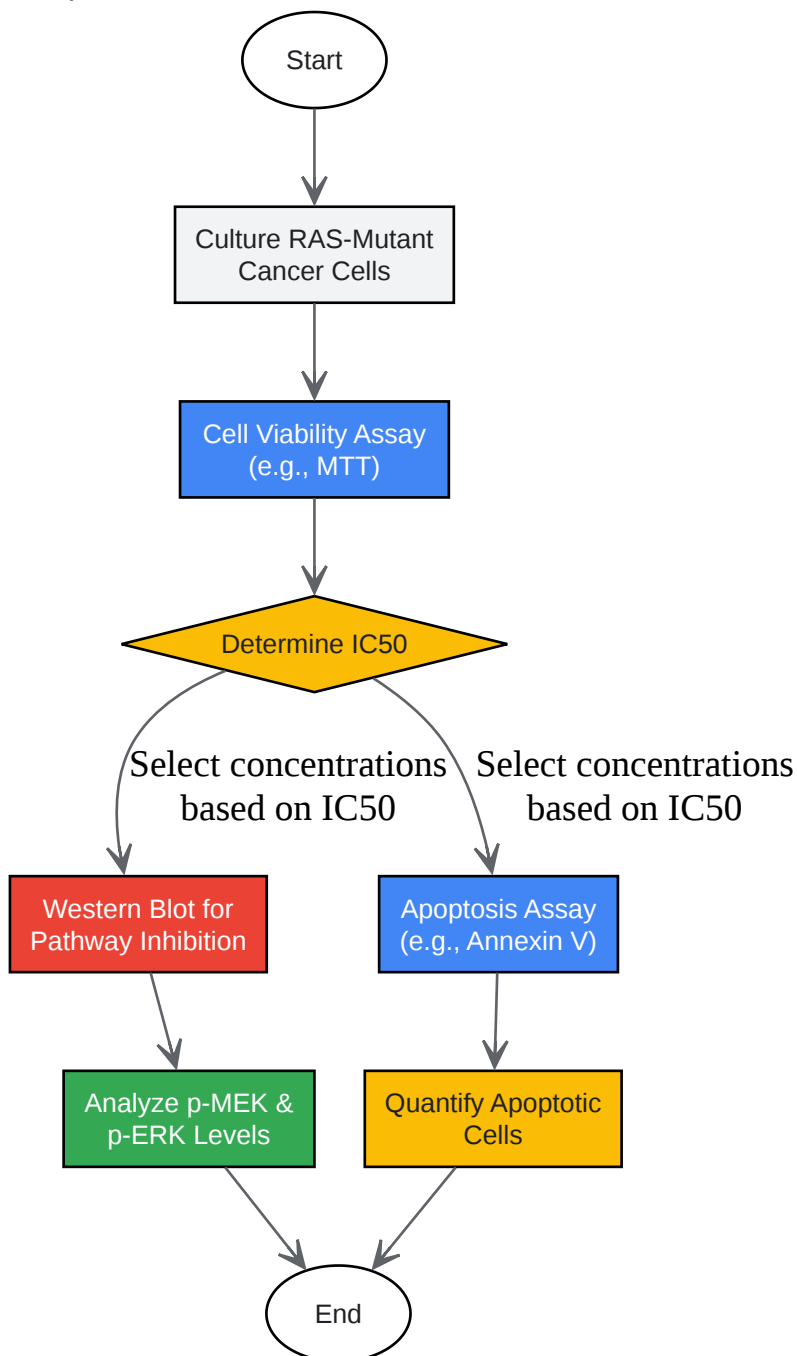 Start
Culture RAS-Mutant
Cancer Cells
Cell Viability Assay
(e.g., MTT)
Determine IC50
Select concentrations
based on IC50
Select concentrations
based on IC50
Western Blot for
Pathway Inhibition
Apoptosis Assay
(e.g., Annexin V)
Analyze p-MEK &
p-ERK Levels
Quantify Apoptotic
Cells
End